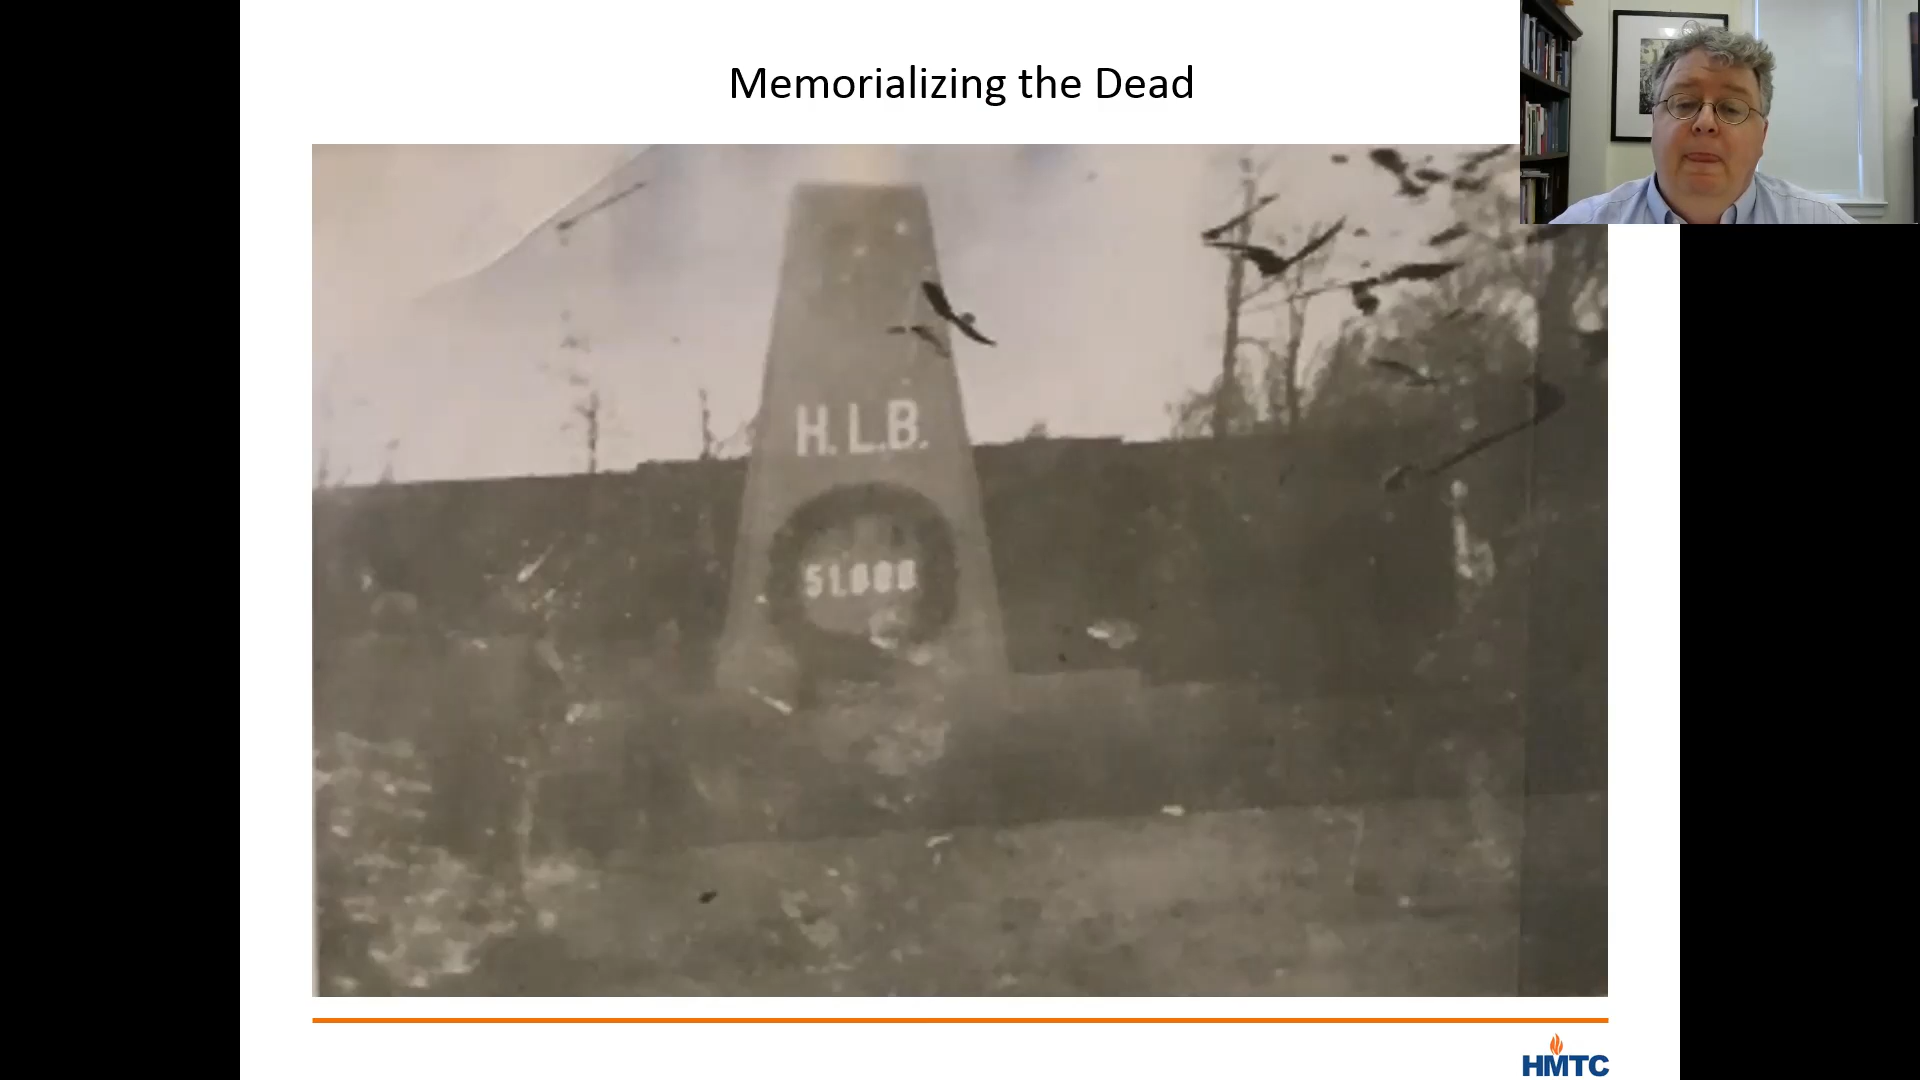 Memorializing the Dead
H. L.B.
51.000
HMTC